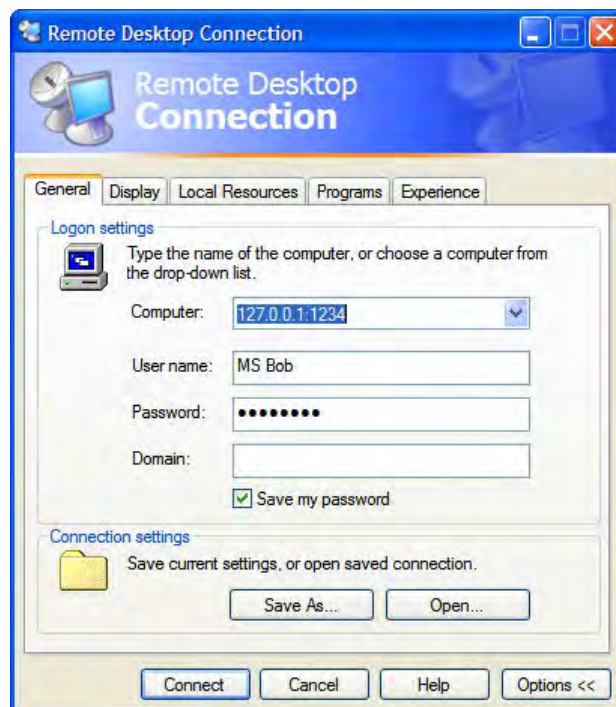 Remote Desktop Connection
Remote Desktop
Connection
General Display Local Resources Programs Experience
Logon settings
Type the name of the computer, or choose a computer from
the drop-down list.
Computer: 127.0.0.1:1234
User name: MS Bob
Password: ●●●●●●●●
Domain:
Save my password
Connection settings
Save current settings, or open saved connection.
Save As... Open...
Connect Cancel Help Options <<